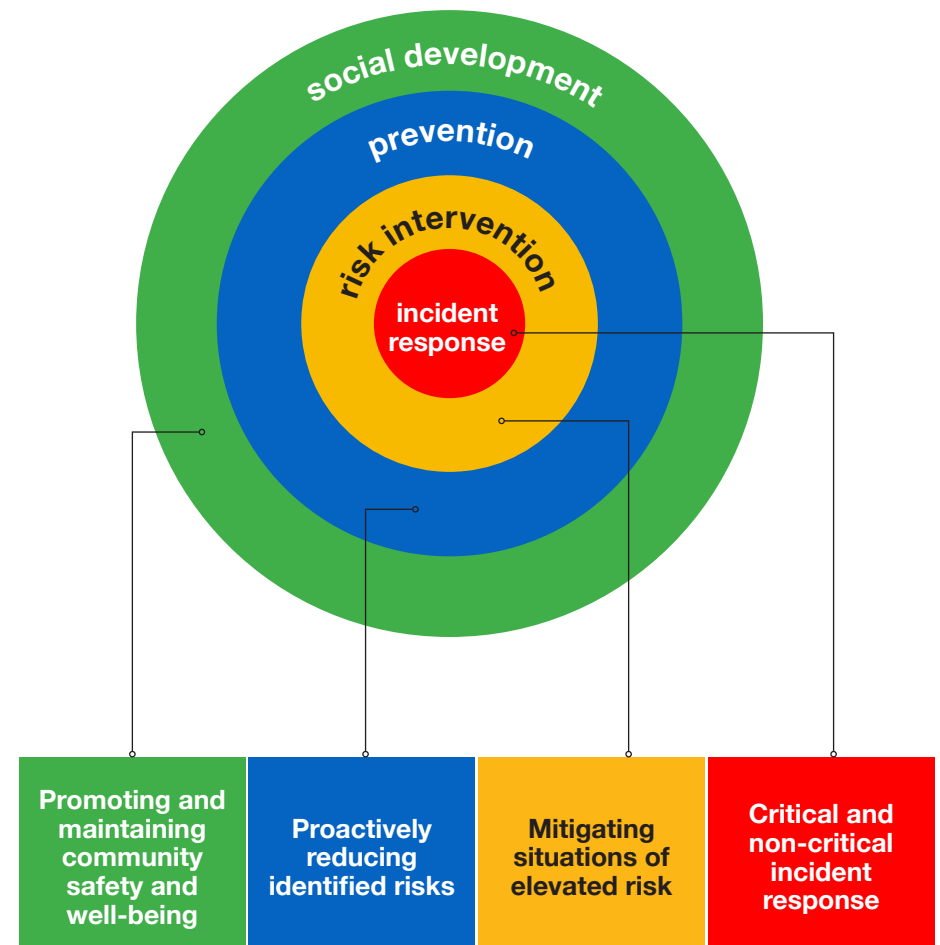 social development
prevention
risk intervention
incident
response
Promoting and
maintaining
community
safety and
well-being
Proactively
reducing
identified risks
Mitigating
situations of
elevated risk
Critical and
non-critical
incident
response